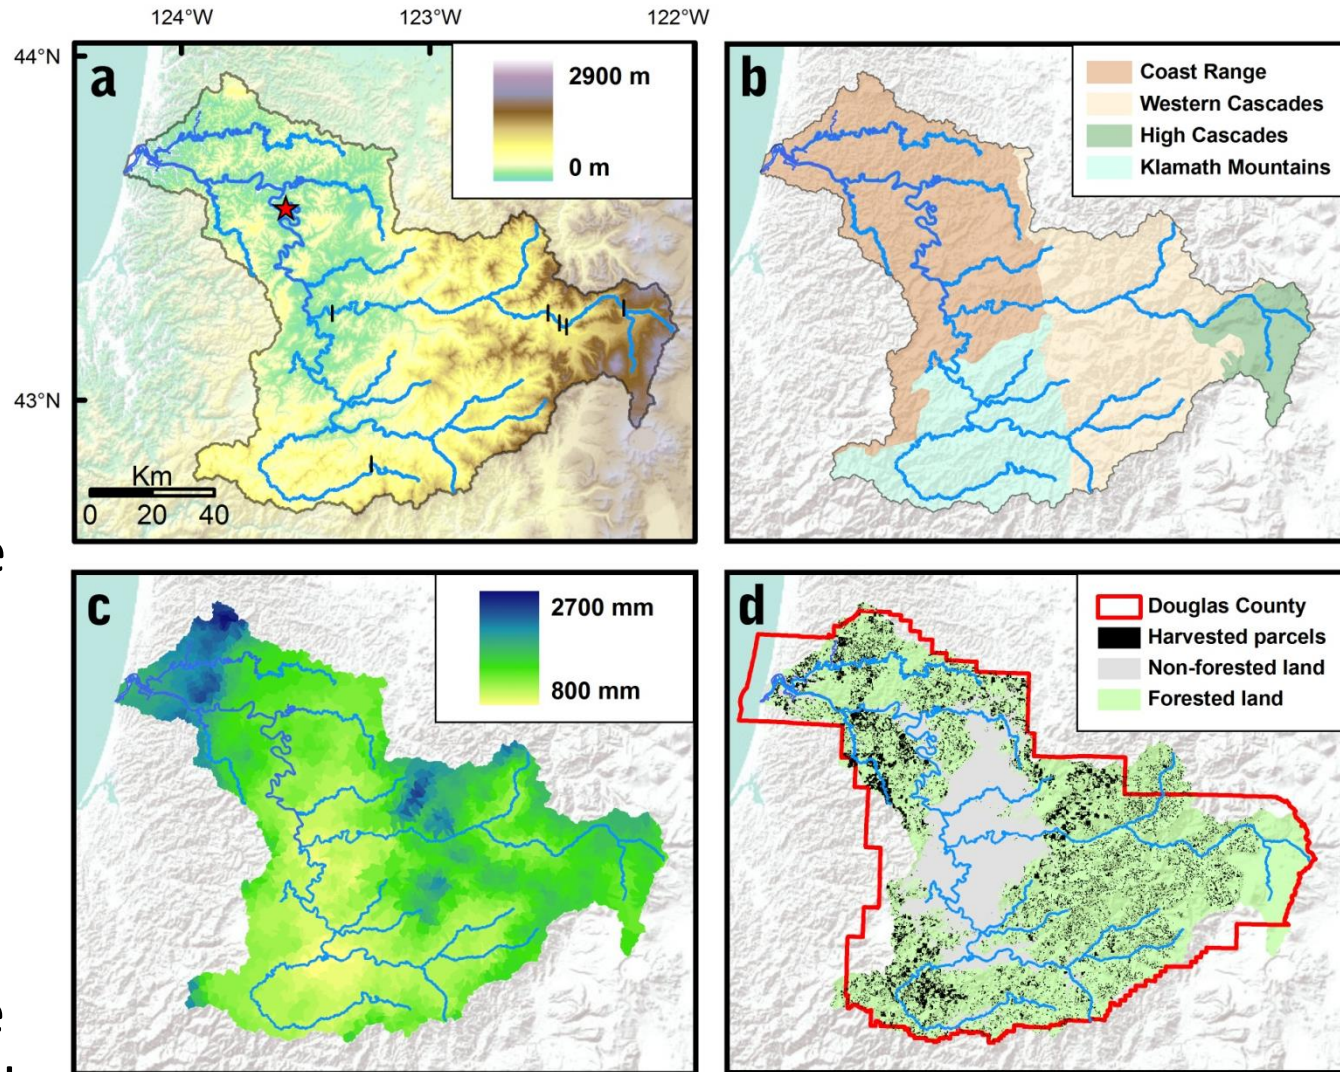 124°W 123°W 122°W
44°N
43°N
a
2900 m
0 m
Km
0 20 40
b
Coast Range
Western Cascades
High Cascades
Klamath Mountains
e
c
2700 mm
800 mm
d
Douglas County
Harvested parcels
Non-forested land
Forested land
e